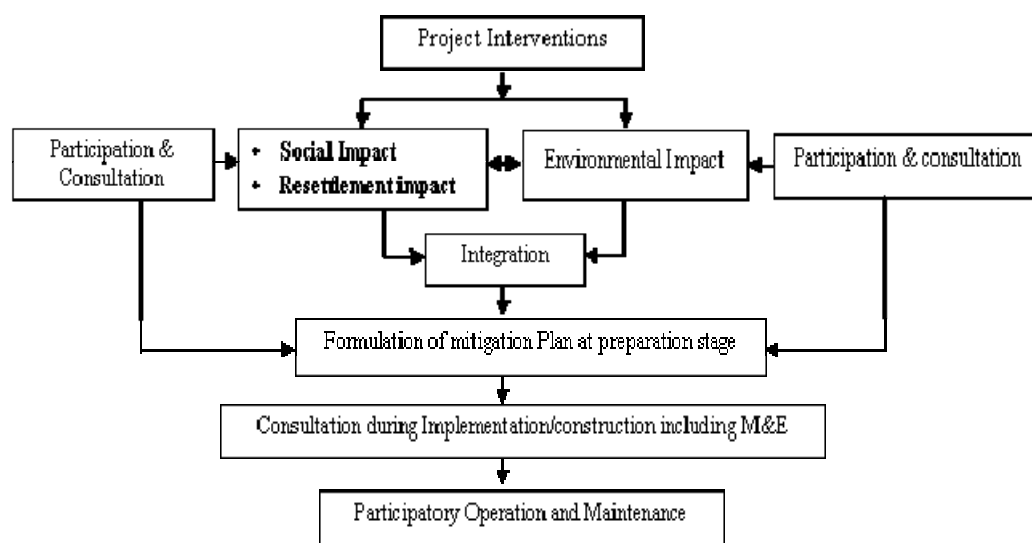 Project Interventions
Participation &
Consultation
• Social Impact
• Resettlement impact
Environmental Impact
Participation & consultation
Integration
Formulation of mitigation Plan at preparation stage
Consultation during Implementation/construction including M&E
Participatory Operation and Maintenance